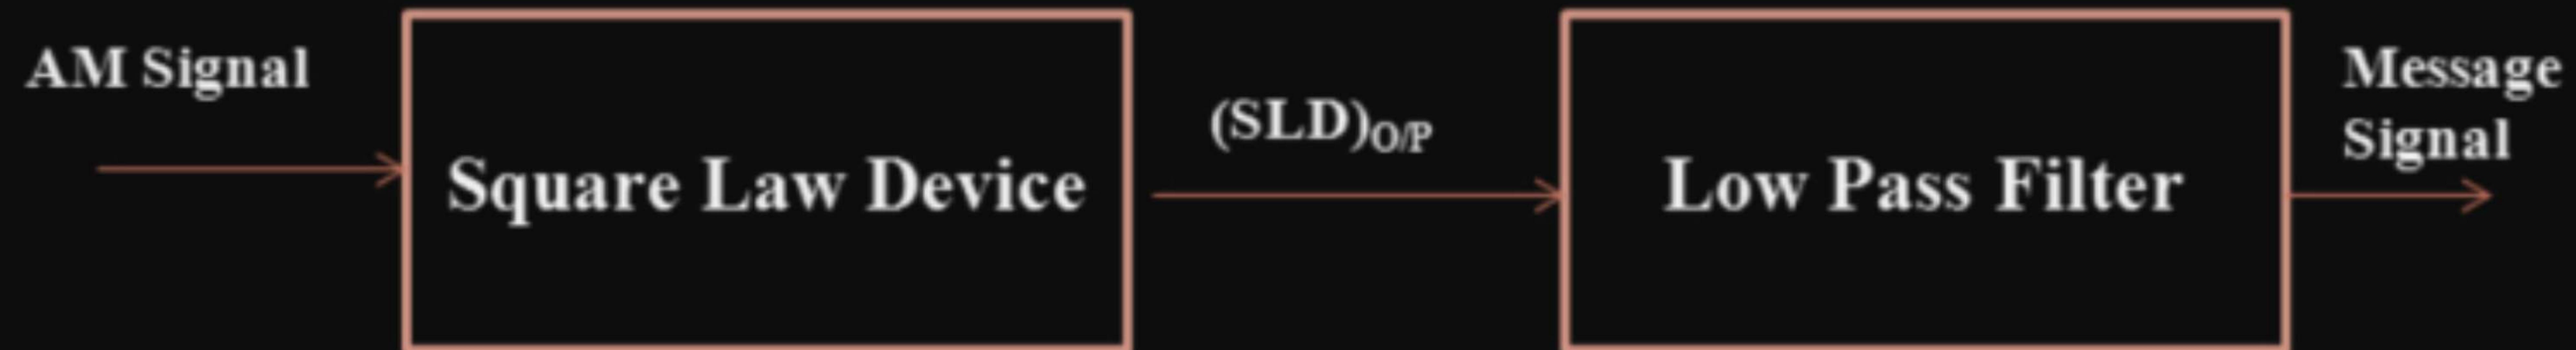 AM Signal
Square Law Device
(SLD)O/P
Low Pass Filter
Message
Signal